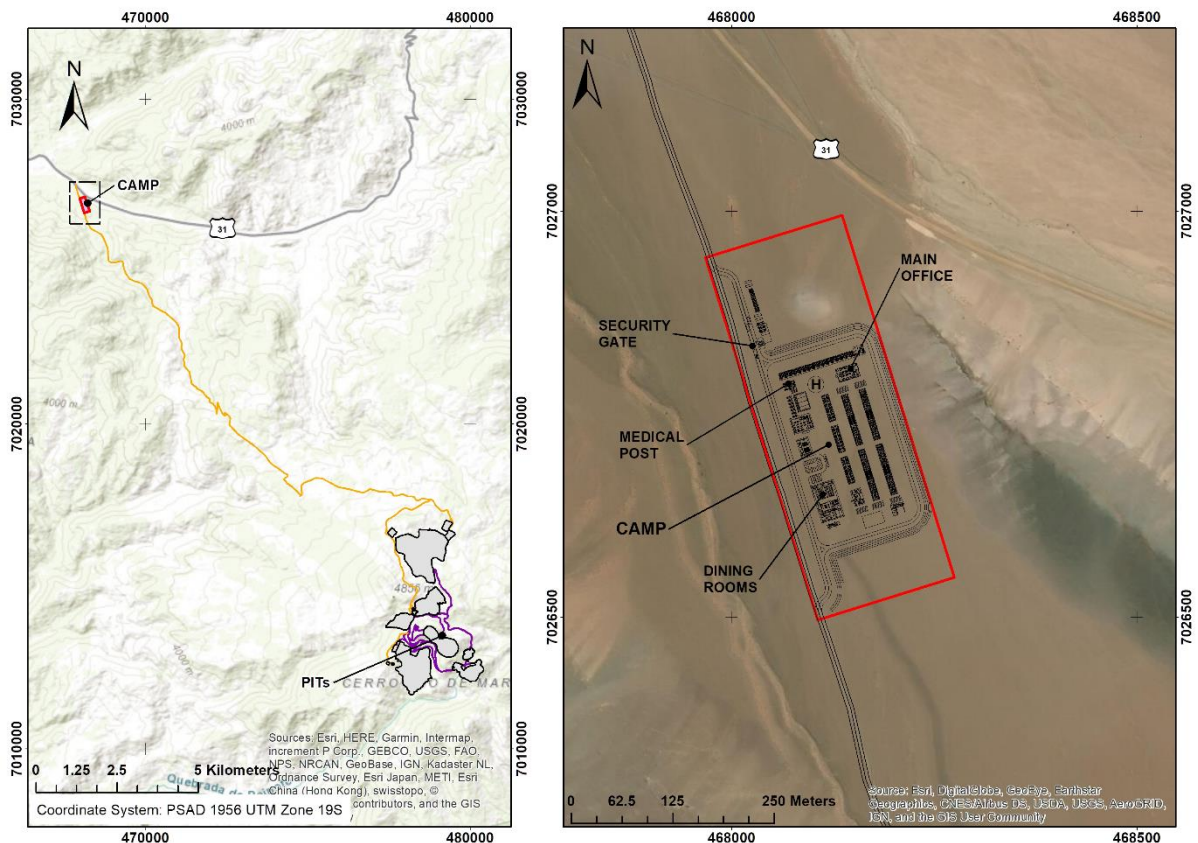 470000
480000
7030000
7020000
7010000
7030000
7020000
7010000
N
4000 m
CAMP
31
4000 m
4000 m
PITs
Sources: Esri, HERE, Garmin, Intermap,
increment P Corp., GEBCO, USGS, FAO,
NPS, NRCAN, GeoBase, IGN, Kadaster NL,
Ordnance Survey, Esri Japan, METI, Esri
China (Hong Kong), swisstopo, ©
contributors, and the GIS
0 1.25 2.5 5 Kilometers
Quebrada de
Coordinate System: PSAD 1956 UTM Zone 19S
470000
480000
468000
468500
7027000
7026500
7027000
7026500
N
31
MAIN
OFFICE
SECURITY
GATE
H
MEDICAL
POST
CAMP
DINING
ROOMS
0 62.5 125 250 Meters
Source: Esri, DigitalGlobe, GeoEye, Earthstar
Geographics, CNES/Airbus DS, USDA, USGS, AeroGRID,
IGN, and the GIS User Community
468000
468500